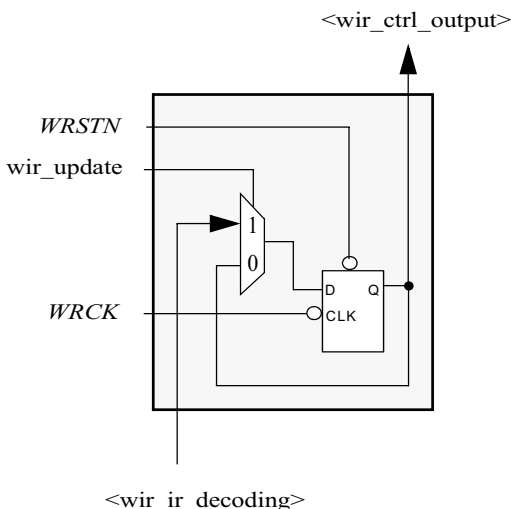 <wir_ctrl_output>
WRSTN
wir_update
1
0
D Q
WRCK
CLK
<wir_ir_decoding>